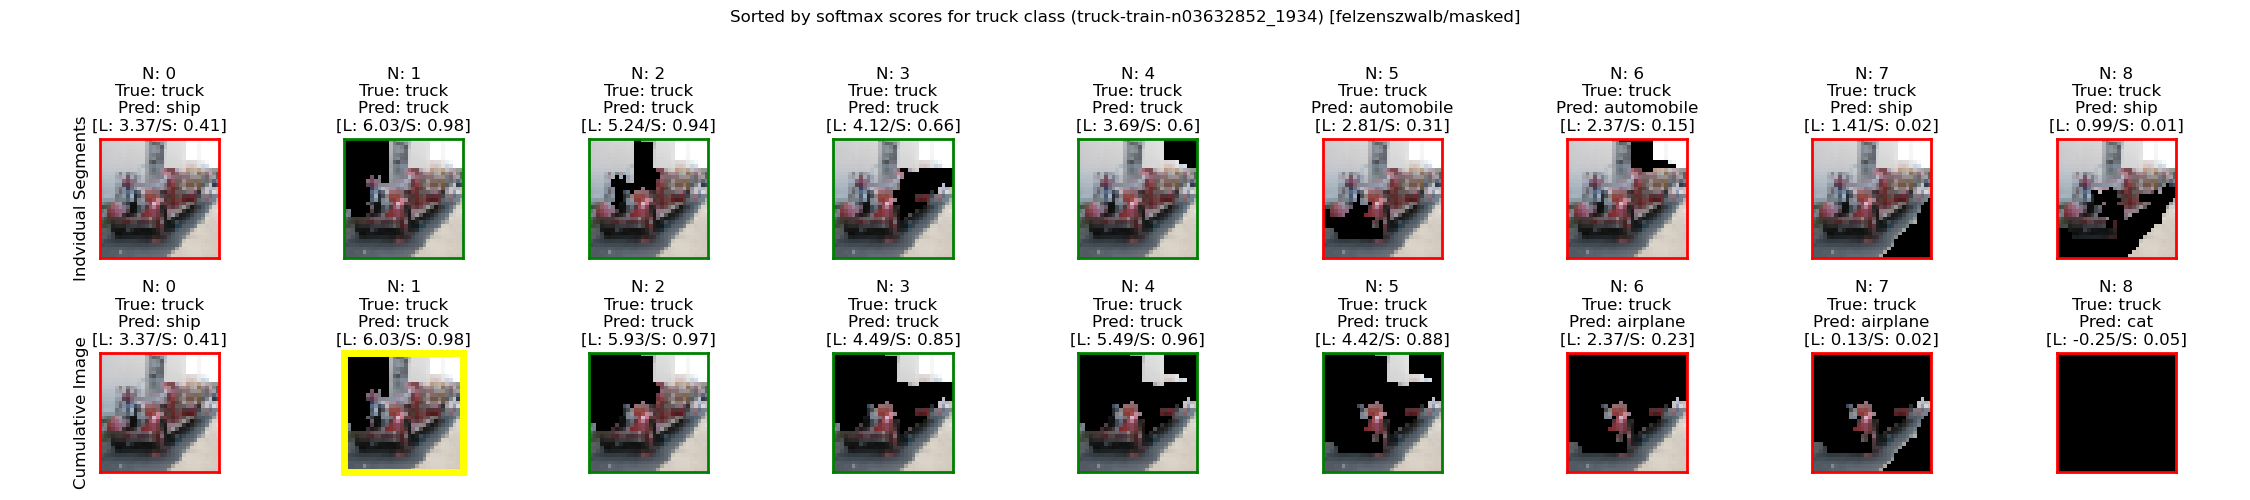 Sorted by softmax scores for truck class (truck-train-n03632852_1934) [felzenszwalb/masked]
Indvidual Segments
N: 0
True: truck
Pred: ship
[L: 3.37/S: 0.41]
N: 1
True: truck
Pred: truck
[L: 6.03/S: 0.98]
N: 2
True: truck
Pred: truck
[L: 5.24/S: 0.94]
N: 3
True: truck
Pred: truck
[L: 4.12/S: 0.66]
N: 4
True: truck
Pred: truck
[L: 3.69/S: 0.6]
N: 5
True: truck
Pred: automobile
[L: 2.81/S: 0.31]
N: 6
True: truck
Pred: automobile
[L: 2.37/S: 0.15]
N: 7
True: truck
Pred: ship
[L: 1.41/S: 0.02]
N: 8
True: truck
Pred: ship
[L: 0.99/S: 0.01]
Cumulative Image
N: 0
True: truck
Pred: ship
[L: 3.37/S: 0.41]
N: 1
True: truck
Pred: truck
[L: 6.03/S: 0.98]
N: 2
True: truck
Pred: truck
[L: 5.93/S: 0.97]
N: 3
True: truck
Pred: truck
[L: 4.49/S: 0.85]
N: 4
True: truck
Pred: truck
[L: 5.49/S: 0.96]
N: 5
True: truck
Pred: truck
[L: 4.42/S: 0.88]
N: 6
True: truck
Pred: airplane
[L: 2.37/S: 0.23]
N: 7
True: truck
Pred: airplane
[L: 0.13/S: 0.02]
N: 8
True: truck
Pred: cat
[L: -0.25/S: 0.05]